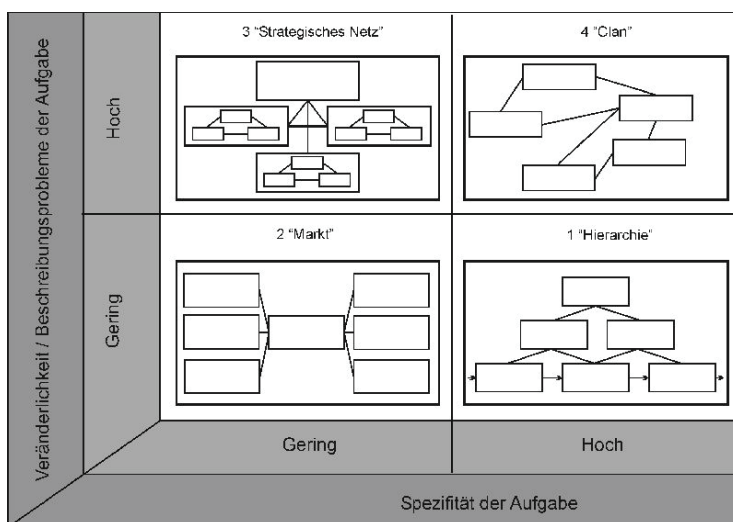 3 "Strategisches Netz"
4 "Clan"
Hoch
2 "Markt"
1 "Hierarchie"
Gering
Veränderlichkeit / Beschreibungsprobleme der Aufgabe
Gering
Hoch
Spezifität der Aufgabe